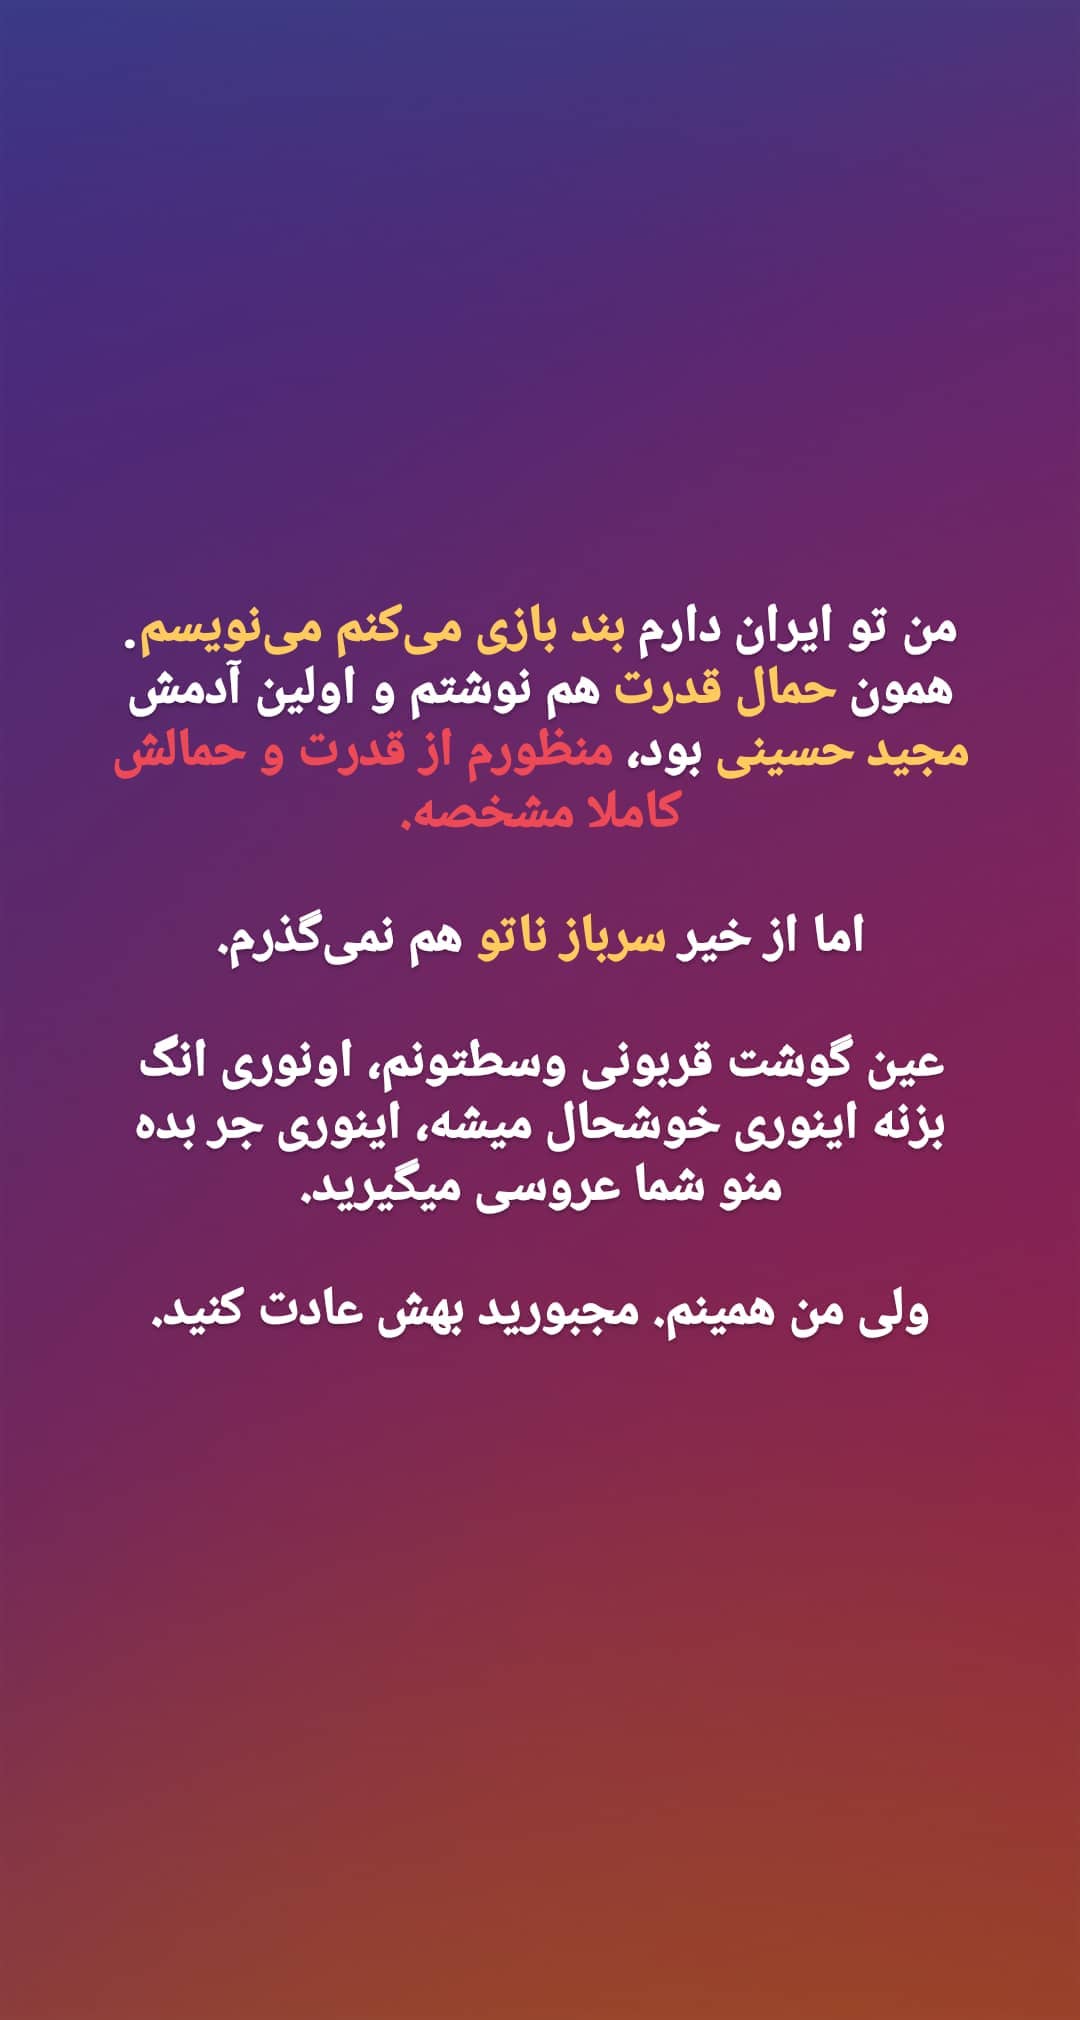 من تو ایران دارم بند بازی می‌کنم می‌نویسم.
همون حمال قدرت هم نوشتم و اولین آدمش
مجید حسینی بود، منظورم از قدرت و حمالش
کاملا مشخصه.
اما از خیر سرباز ناتو هم نمی‌گذرم.
عین گوشت قربونی وسطتونم، اونوری انگ
بزنه اینوری خوشحال میشه، اینوری جر بده
منو شما عروسی میگیرید.
ولی من همینم. مجبورید بهش عادت کنید.